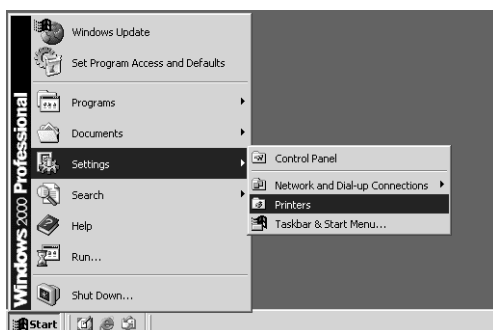 Windows 2000 Professional
Windows Update
Set Program Access and Defaults
Programs
Documents
Settings
Search
Help
Run...
Shut Down...
Control Panel
Network and Dial-up Connections
Printers
Taskbar & Start Menu...
Start